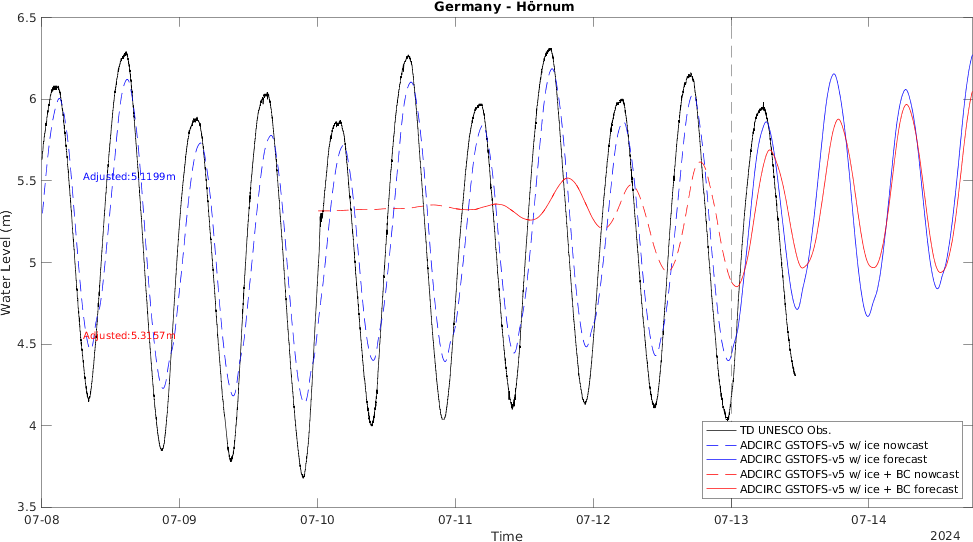 Germany - Hörnum
6.5
6
5.5
5
4.5
4
3.5
Water Level (m)
Adjusted:5.1199m
Adjusted:5.3157m
TD UNESCO Obs.
ADCIRC GSTOFS-v5 w/ ice nowcast
ADCIRC GSTOFS-v5 w/ ice forecast
ADCIRC GSTOFS-v5 w/ ice + BC nowcast
ADCIRC GSTOFS-v5 w/ ice + BC forecast
07-08 07-09 07-10 07-11 07-12 07-13 07-14
Time
2024